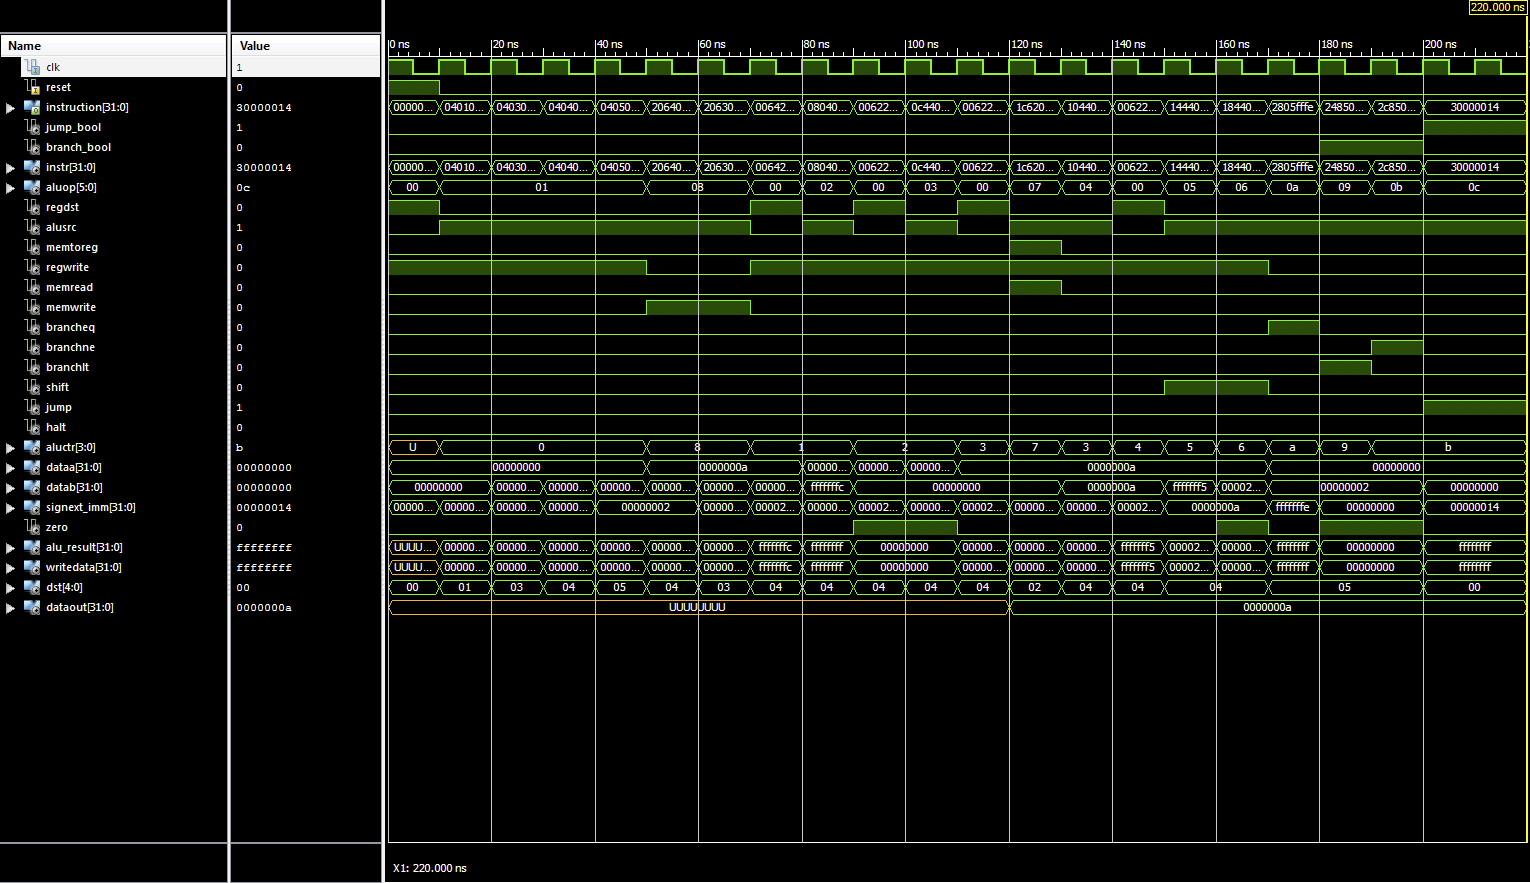 220.000 ns
Name Value 0 ns 20 ns 40 ns 60 ns 80 ns 100 ns 120 ns 140 ns 160 ns 180 ns 200 ns
clk 1
reset 0
instruction[31:0] 30000014 00000... 04010... 04030... 04040... 04050... 20640... 20630... 00642... 08040... 00622... 0c440... 00622... 1c620... 10440... 00622... 14440... 18440... 2805fffe 24850... 2c850... 30000014
jump_bool 1
branch_bool 0
instr[31:0] 30000014 00000... 04010... 04030... 04040... 04050... 20640... 20630... 00642... 08040... 00622... 0c440... 00622... 1c620... 10440... 00622... 14440... 18440... 2805fffe 24850... 2c850... 30000014
aluop[5:0] 0c 00 01 08 00 02 00 03 00 07 04 00 05 06 0a 09 0b 0c
regdst 0
alusrc 1
memtoreg 0
regwrite 0
memread 0
memwrite 0
brancheq 0
branchne 0
branchlt 0
shift 0
jump 1
halt 0
aluctr[3:0] b U 0 8 1 2 3 7 3 4 5 6 a 9 b
dataa[31:0] 00000000 00000000 0000000a 00000... 00000... 00000... 0000000a 00000000
datab[31:0] 00000000 00000000 00000... 00000... 00000... 00000... 00000... 00000... fffffffc 00000000 0000000a fffffff5 00002... 00000002 00000000
signext_imm[31:0] 00000014 00000... 00000... 00000... 00000... 00000002 00000... 00002... 00000... 00002... 00000... 00002... 00000... 00000... 00002... 0000000a fffffffe 00000000 00000014
zero 0
alu_result[31:0] ffffffff UUUU... 00000... 00000... 00000... 00000... 00000... 00000... fffffffc ffffffff 00000000 00000... 00000... 00000... fffffff5 00002... 00000... ffffffff 00000000 ffffffff
writedata[31:0] ffffffff UUUU... 00000... 00000... 00000... 00000... 00000... 00000... fffffffc ffffffff 00000000 00000... 00000... 00000... fffffff5 00002... 00000... ffffffff 00000000 ffffffff
dst[4:0] 00 00 01 03 04 05 04 03 04 04 04 04 04 02 04 04 04 05 00
dataout[31:0] 0000000a UUUUUUUU 0000000a
X1: 220.000 ns